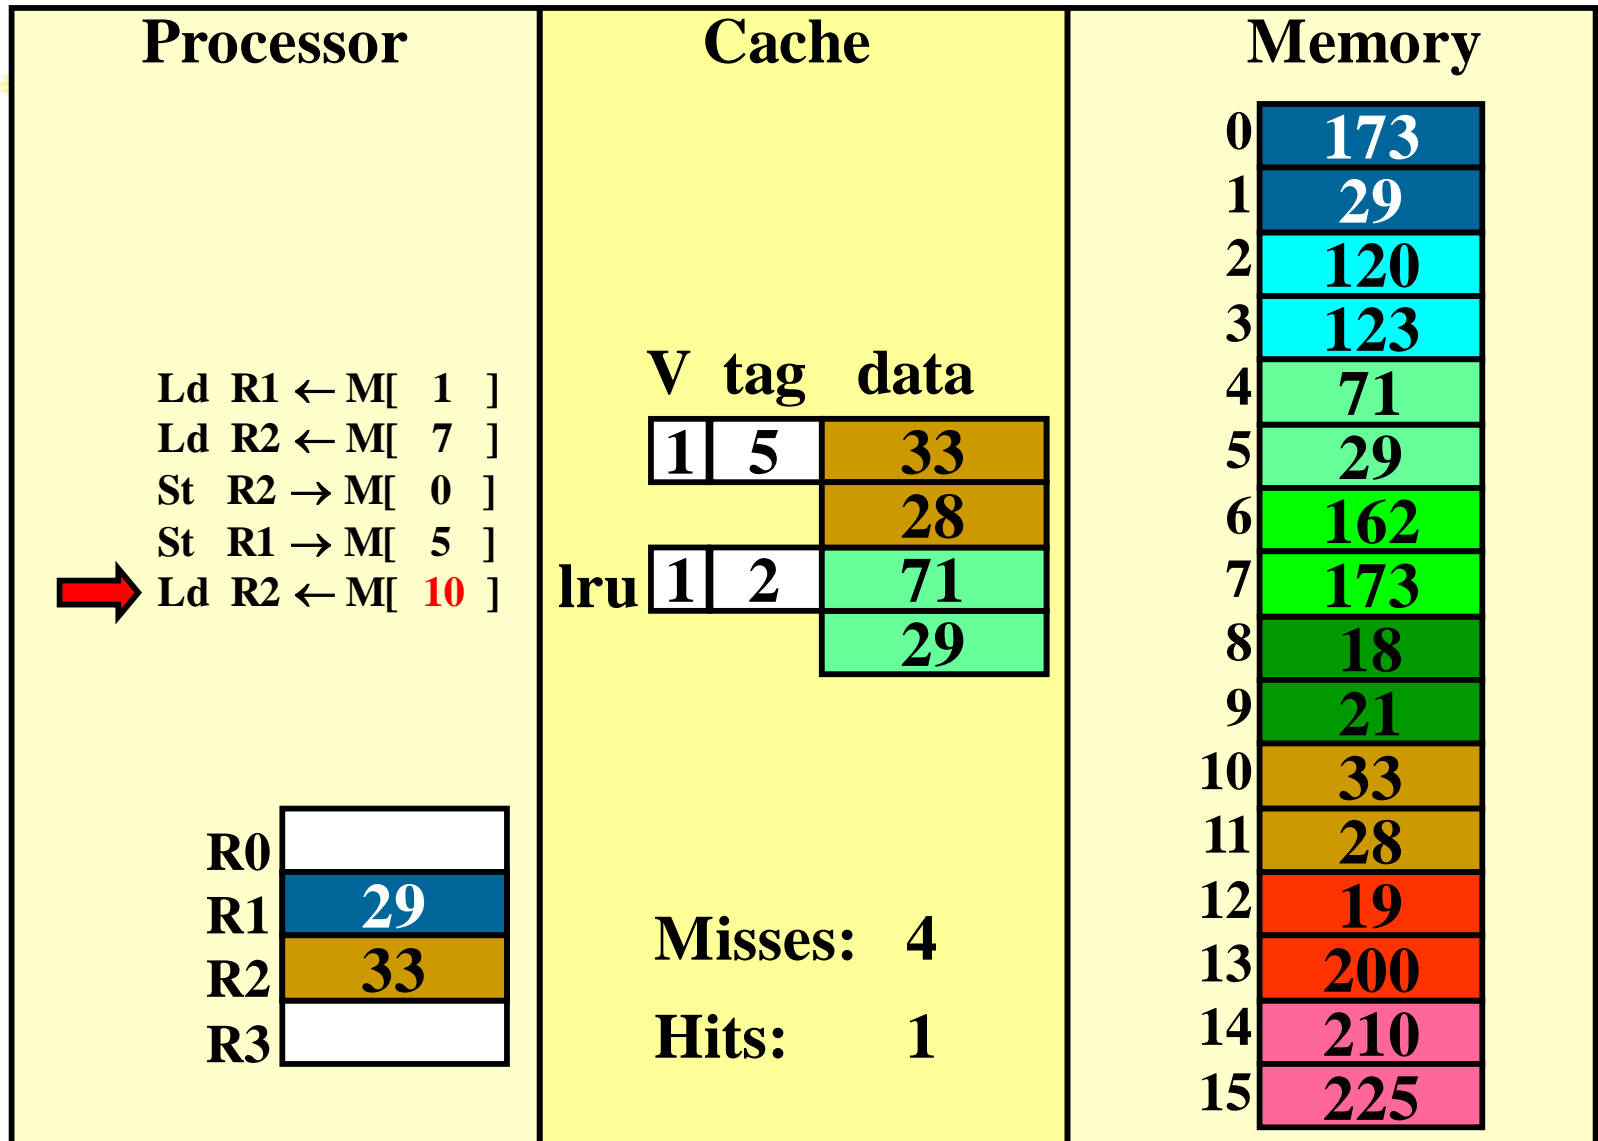 Processor
Ld R1 ← M[ 1 ]
Ld R2 ← M[ 7 ]
St R2 → M[ 0 ]
St R1 → M[ 5 ]
Ld R2 ← M[ 10 ]
R0
R1 29
R2 33
R3
Cache
V tag data
1 5 33
28
lru 1 2 71
29
Misses: 4
Hits: 1
Memory
0 173
1 29
2 120
3 123
4 71
5 29
6 162
7 173
8 18
9 21
10 33
11 28
12 19
13 200
14 210
15 225